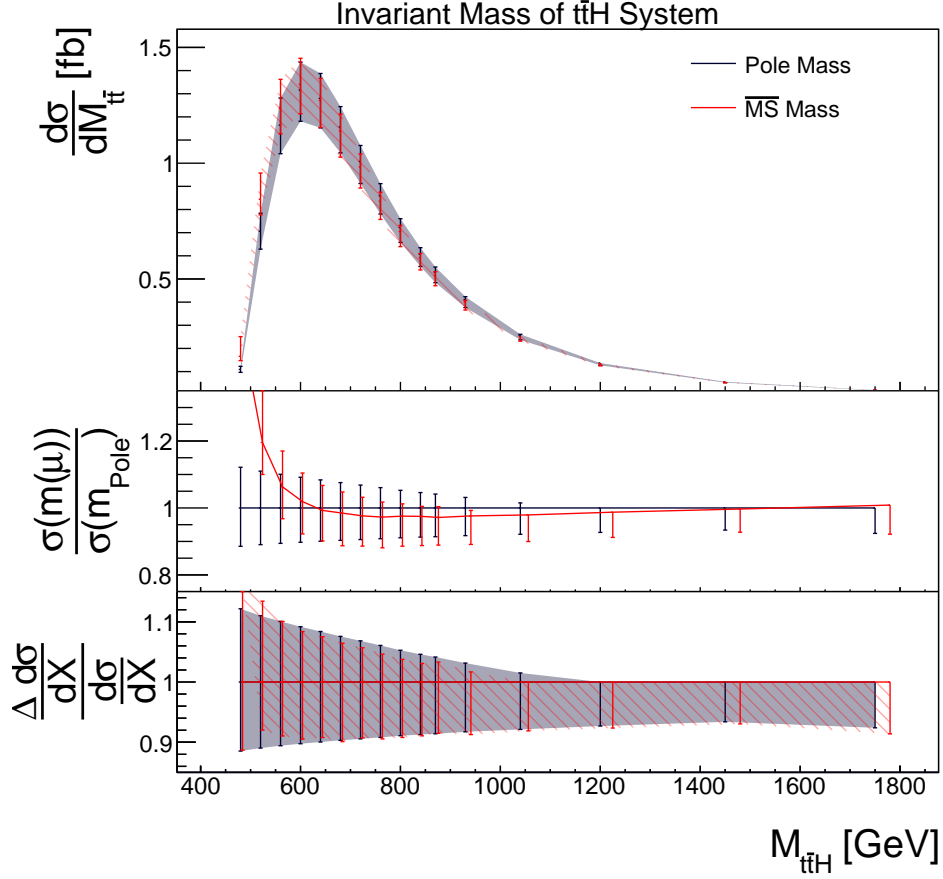 Invariant Mass of tt̄H System
dσ
dM_tt̄ [fb]
Pole Mass
M̅S̅ Mass
1.5
1
0.5
σ(m(μ))
σ(m_Pole)
1.2
1
0.8
Δ dσ
dX
dσ
dX
1.1
1
0.9
400 600 800 1000 1200 1400 1600 1800
M_tt̄H [GeV]